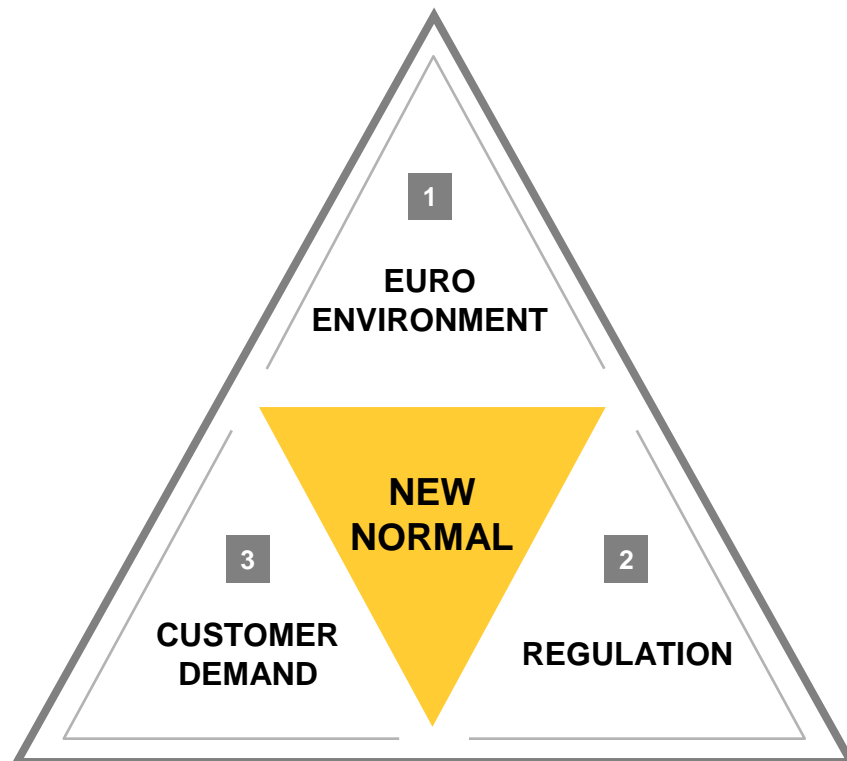 1
EURO
ENVIRONMENT
NEW
NORMAL
3
CUSTOMER
DEMAND
2
REGULATION